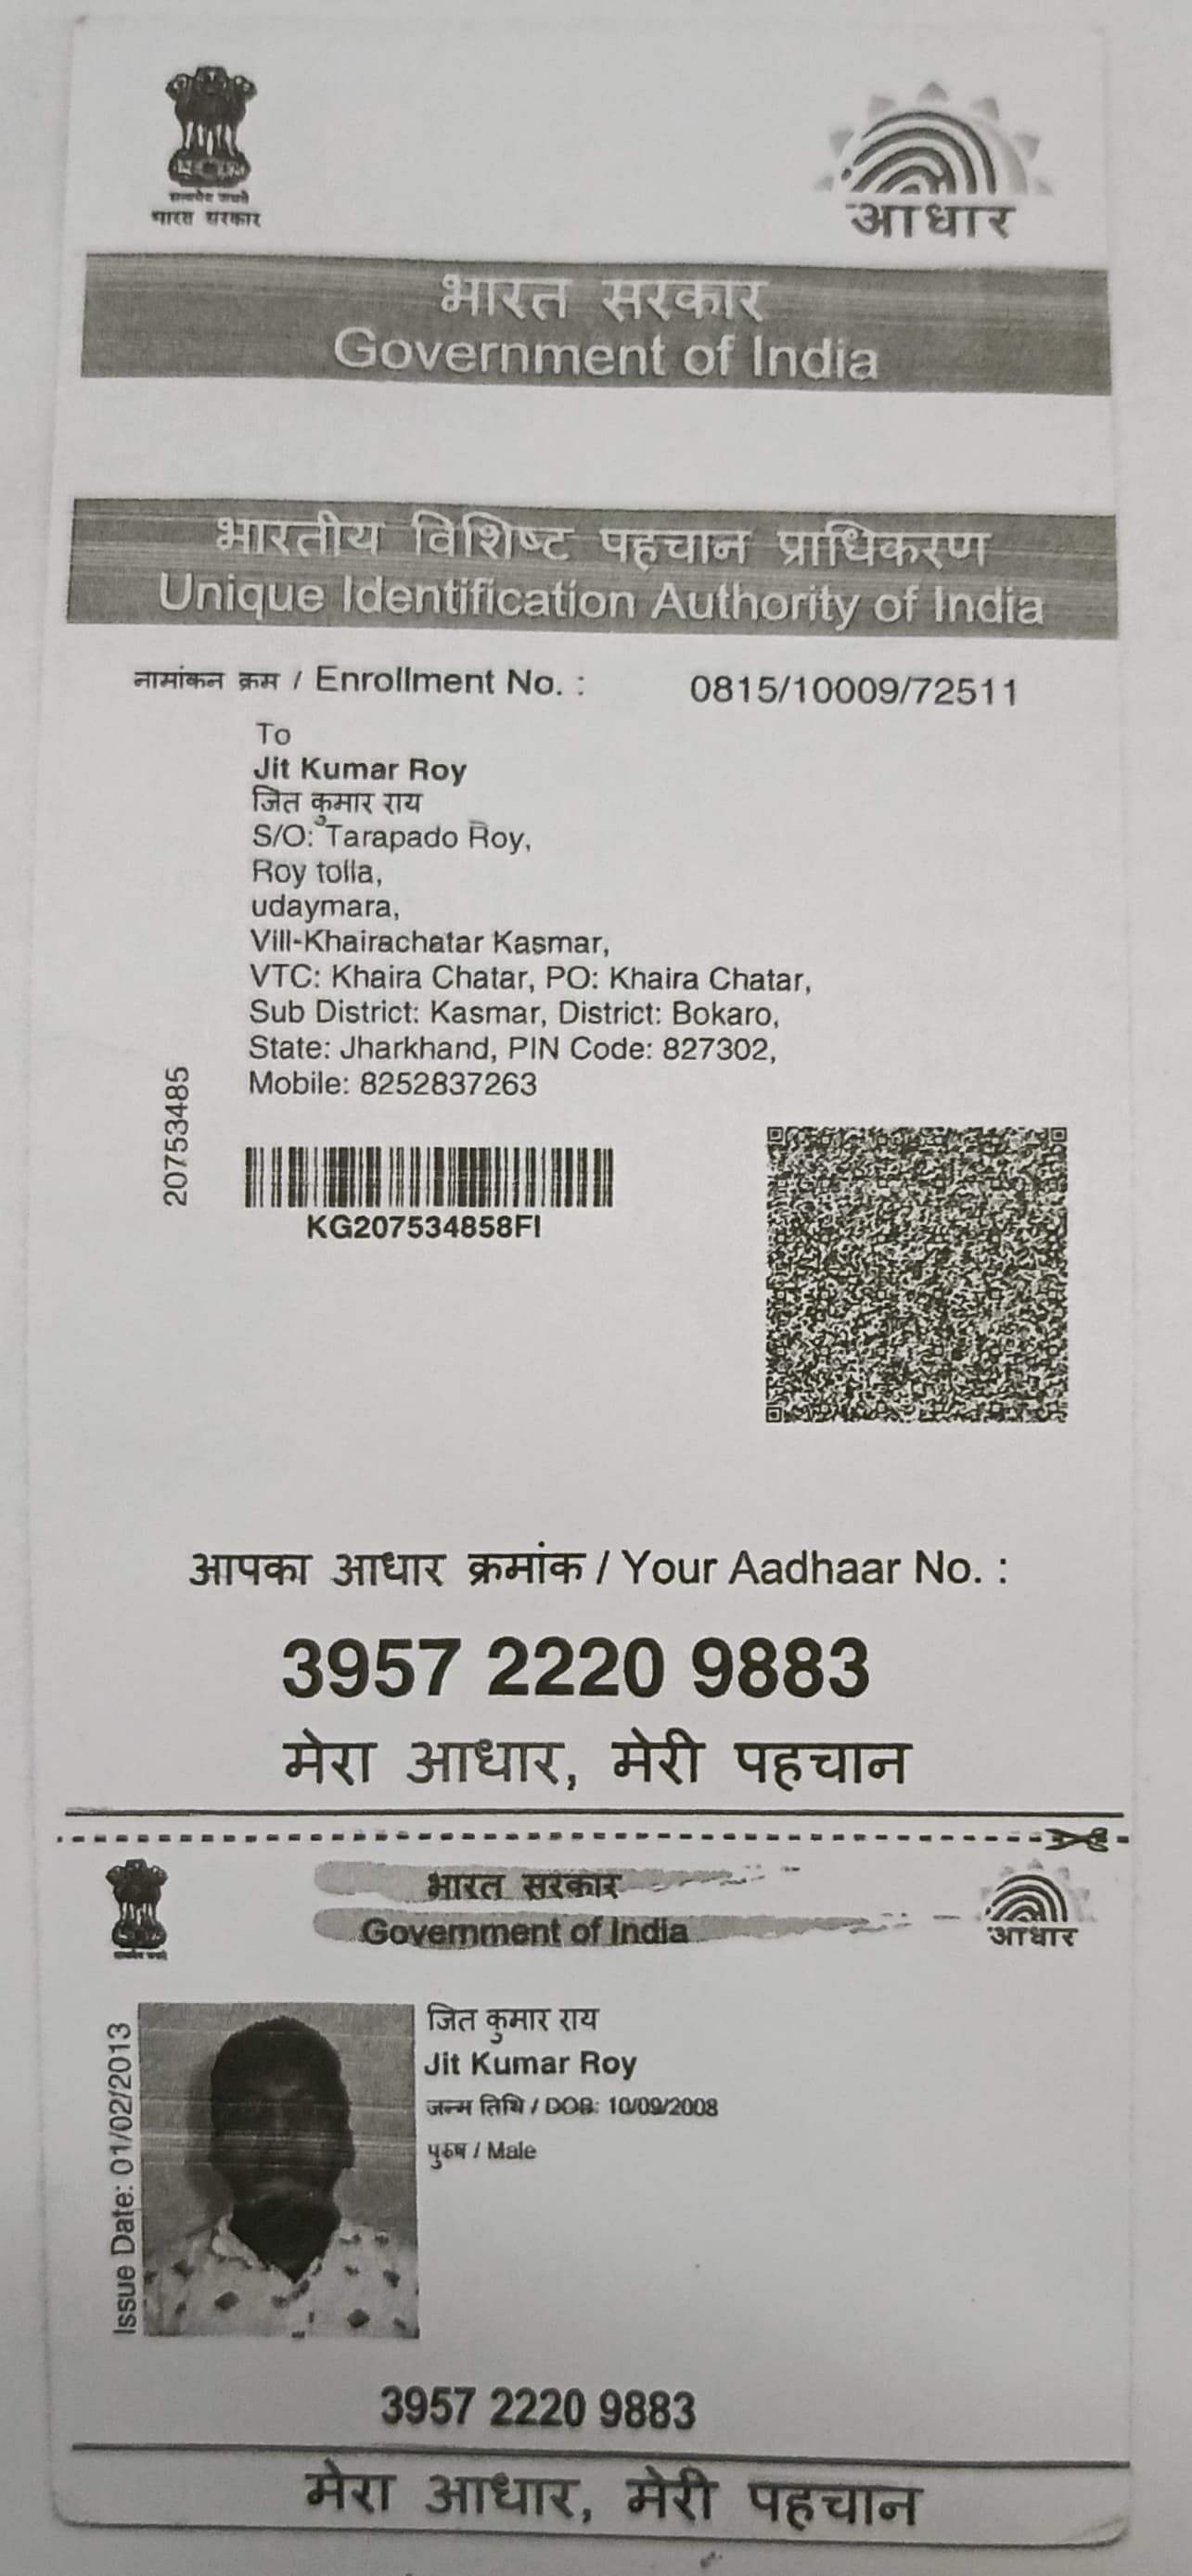 भारत सरकार
आधार
भारत सरकार
Government of India
भारतीय विशिष्ट पहचान प्राधिकरण
Unique Identification Authority of India
नामांकन क्रम / Enrollment No. : 0815/10009/72511
To
Jit Kumar Roy
जित कुमार राय
S/O: Tarapado Roy,
Roy tolla,
udaymara,
Vill-Khairachatar Kasmar,
VTC: Khaira Chatar, PO: Khaira Chatar,
Sub District: Kasmar, District: Bokaro,
State: Jharkhand, PIN Code: 827302,
Mobile: 8252837263
20753485
KG207534858FI
आपका आधार क्रमांक / Your Aadhaar No. :
3957 2220 9883
मेरा आधार, मेरी पहचान
भारत सरकार
Government of India
आधार
Issue Date: 01/02/2013
जित कुमार राय
Jit Kumar Roy
जन्म तिथि / DOB: 10/09/2008
पुरुष / Male
3957 2220 9883
मेरा आधार, मेरी पहचान